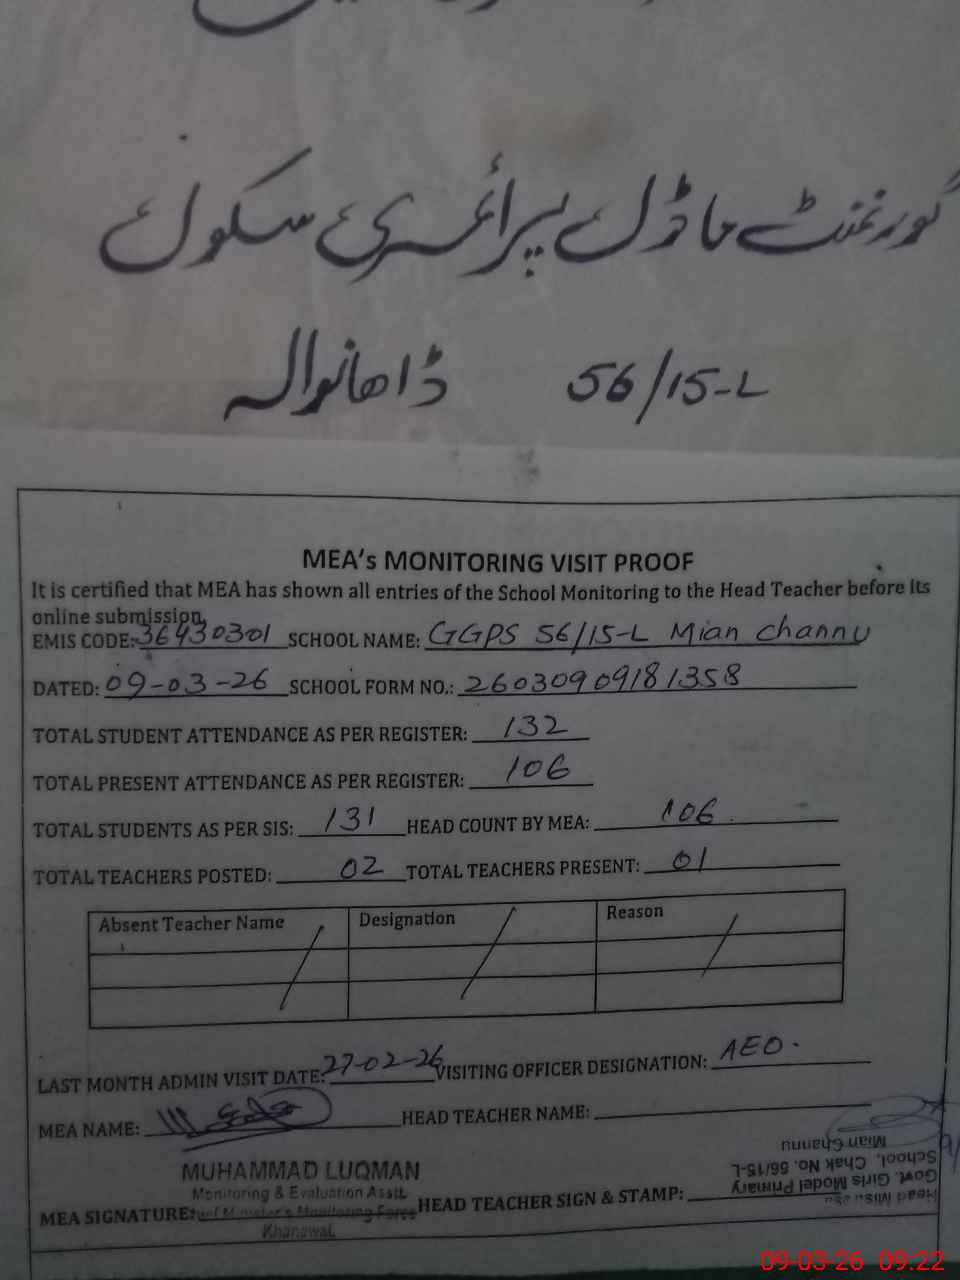 گورنمنٹ ماڈل پرائمری سکول
56/15-L ڈاھانوالہ
MEA's MONITORING VISIT PROOF
It is certified that MEA has shown all entries of the School Monitoring to the Head Teacher before its
online submission.
EMIS CODE: 36430301 SCHOOL NAME: GGPS 56/15-L Mian Channu
DATED: 09-03-26 SCHOOL FORM NO.: 26030909181358
TOTAL STUDENT ATTENDANCE AS PER REGISTER: 132
TOTAL PRESENT ATTENDANCE AS PER REGISTER: 106
TOTAL STUDENTS AS PER SIS: 131 HEAD COUNT BY MEA: 106
TOTAL TEACHERS POSTED: 02 TOTAL TEACHERS PRESENT: 01
Absent Teacher Name Designation Reason
LAST MONTH ADMIN VISIT DATE: 27-02-26 VISITING OFFICER DESIGNATION: AEO.
MEA NAME: HEAD TEACHER NAME:
MUHAMMAD LUQMAN
Monitoring & Evaluation Asstt.
MEA SIGNATURE: Chief Minister's Monitoring Force HEAD TEACHER SIGN & STAMP:
Khanewal
Govt. Girls Model Primary
School, Chak No. 56/15-L
Mian Channu
09-03-26 09:22